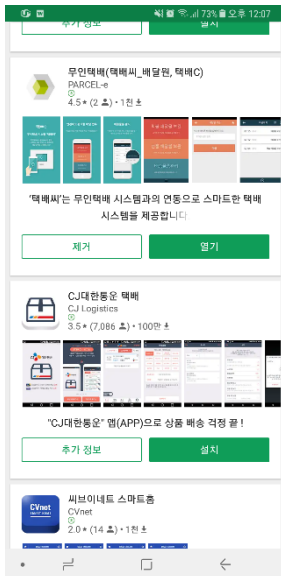 73% 오후 12:07
추가 정보
설치
무인택배(택배씨_배달원, 택배C)
PARCEL-e
4.5★ (2) • 1천
'택배씨'는 무인택배 시스템과의 연동으로 스마트한 택배
시스템을 제공합니다
제거
열기
CJ대한통운 택배
CJ Logistics
3.5★ (7,086) • 100만
"CJ대한통운" 앱(APP)으로 상품 배송 걱정 끝 !
추가 정보
설치
CVnet
씨브이네트 스마트홈
CVnet
2.0★ (14) • 1천